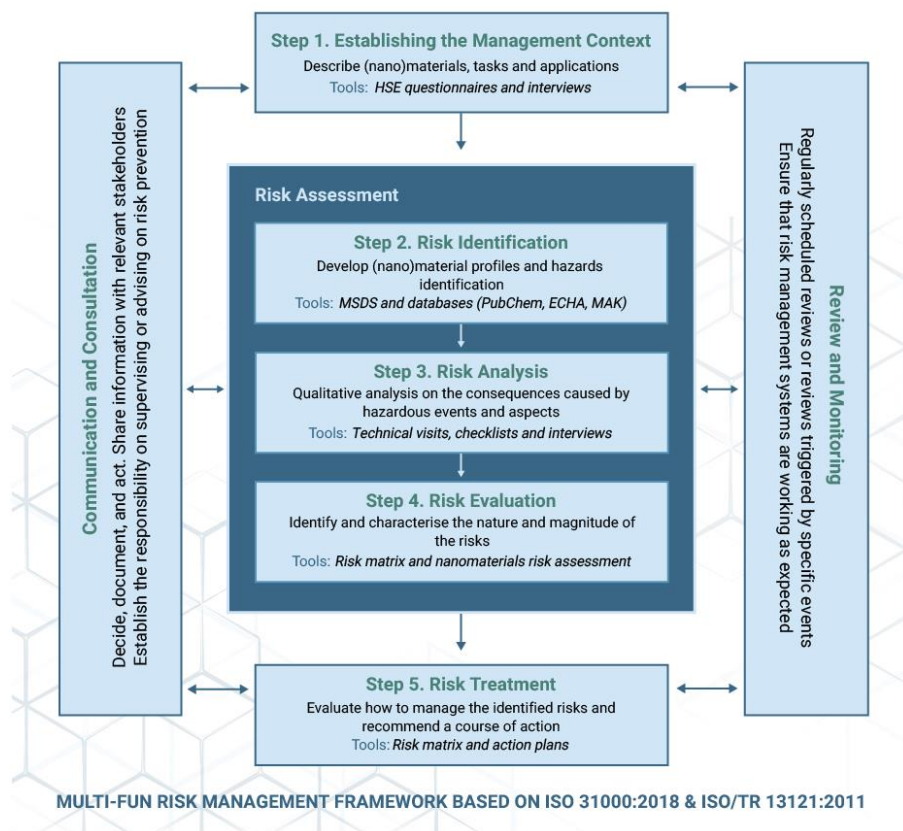 Step 1. Establishing the Management Context
Describe (nano)materials, tasks and applications
Tools: HSE questionnaires and interviews
Communication and Consultation
Decide, document, and act. Share information with relevant stakeholders
Establish the responsibility on supervising or advising on risk prevention
Risk Assessment
Step 2. Risk Identification
Develop (nano)material profiles and hazards
identification
Tools: MSDS and databases (PubChem, ECHA, MAK)
Step 3. Risk Analysis
Qualitative analysis on the consequences caused by
hazardous events and aspects
Tools: Technical visits, checklists and interviews
Step 4. Risk Evaluation
Identify and characterise the nature and magnitude of
the risks
Tools: Risk matrix and nanomaterials risk assessment
Review and Monitoring
Regularly scheduled reviews or reviews triggered by specific events
Ensure that risk management systems are working as expected
Step 5. Risk Treatment
Evaluate how to manage the identified risks and
recommend a course of action
Tools: Risk matrix and action plans
MULTI-FUN RISK MANAGEMENT FRAMEWORK BASED ON ISO 31000:2018 & ISO/TR 13121:2011